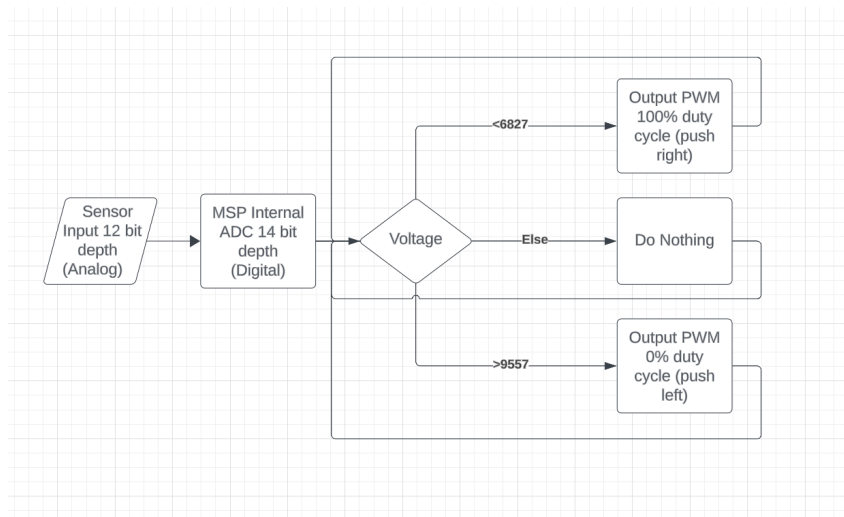 Sensor
Input 12 bit
depth
(Analog)
MSP Internal
ADC 14 bit
depth
(Digital)
Voltage
<6827
Output PWM
100% duty
cycle (push
right)
Else
Do Nothing
>9557
Output PWM
0% duty
cycle (push
left)